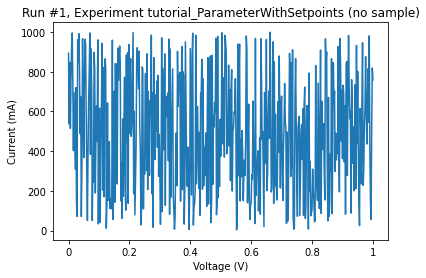 Run #1, Experiment tutorial_ParameterWithSetpoints (no sample)
1000
800
600
400
200
0
Current (mA)
0 0.2 0.4 0.6 0.8 1
Voltage (V)